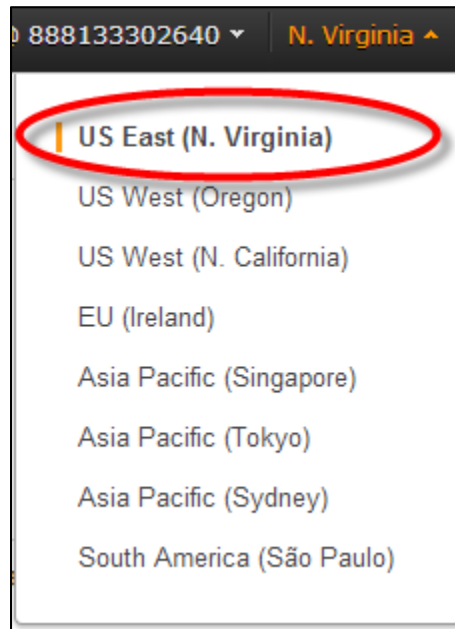 @ 888133302640 N. Virginia
US East (N. Virginia)
US West (Oregon)
US West (N. California)
EU (Ireland)
Asia Pacific (Singapore)
Asia Pacific (Tokyo)
Asia Pacific (Sydney)
South America (São Paulo)